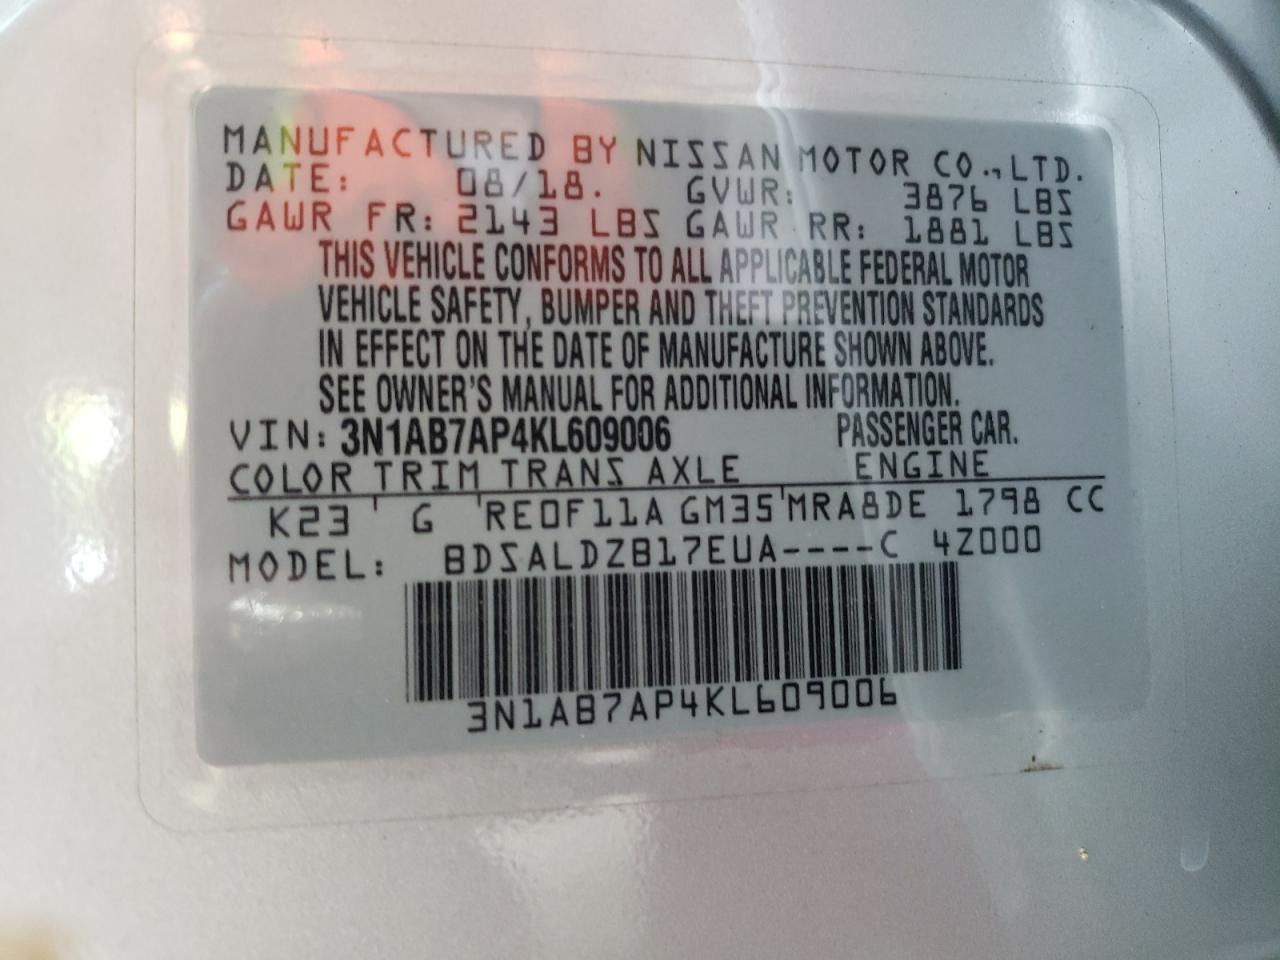 MANUFACTURED BY NISSAN MOTOR CO.,LTD.
DATE: 08/18. GVWR: 3876 LBS
GAWR FR: 2143 LBS GAWR RR: 1881 LBS
THIS VEHICLE CONFORMS TO ALL APPLICABLE FEDERAL MOTOR
VEHICLE SAFETY, BUMPER AND THEFT PREVENTION STANDARDS
IN EFFECT ON THE DATE OF MANUFACTURE SHOWN ABOVE.
SEE OWNER'S MANUAL FOR ADDITIONAL INFORMATION.
VIN: 3N1AB7AP4KL609006 PASSENGER CAR.
COLOR TRIM TRANS AXLE ENGINE
K23 G RE0F11A GM35 MRA8DE 1798 CC
MODEL: BDSALDZB17EUA----C 4Z000
3N1AB7AP4KL609006